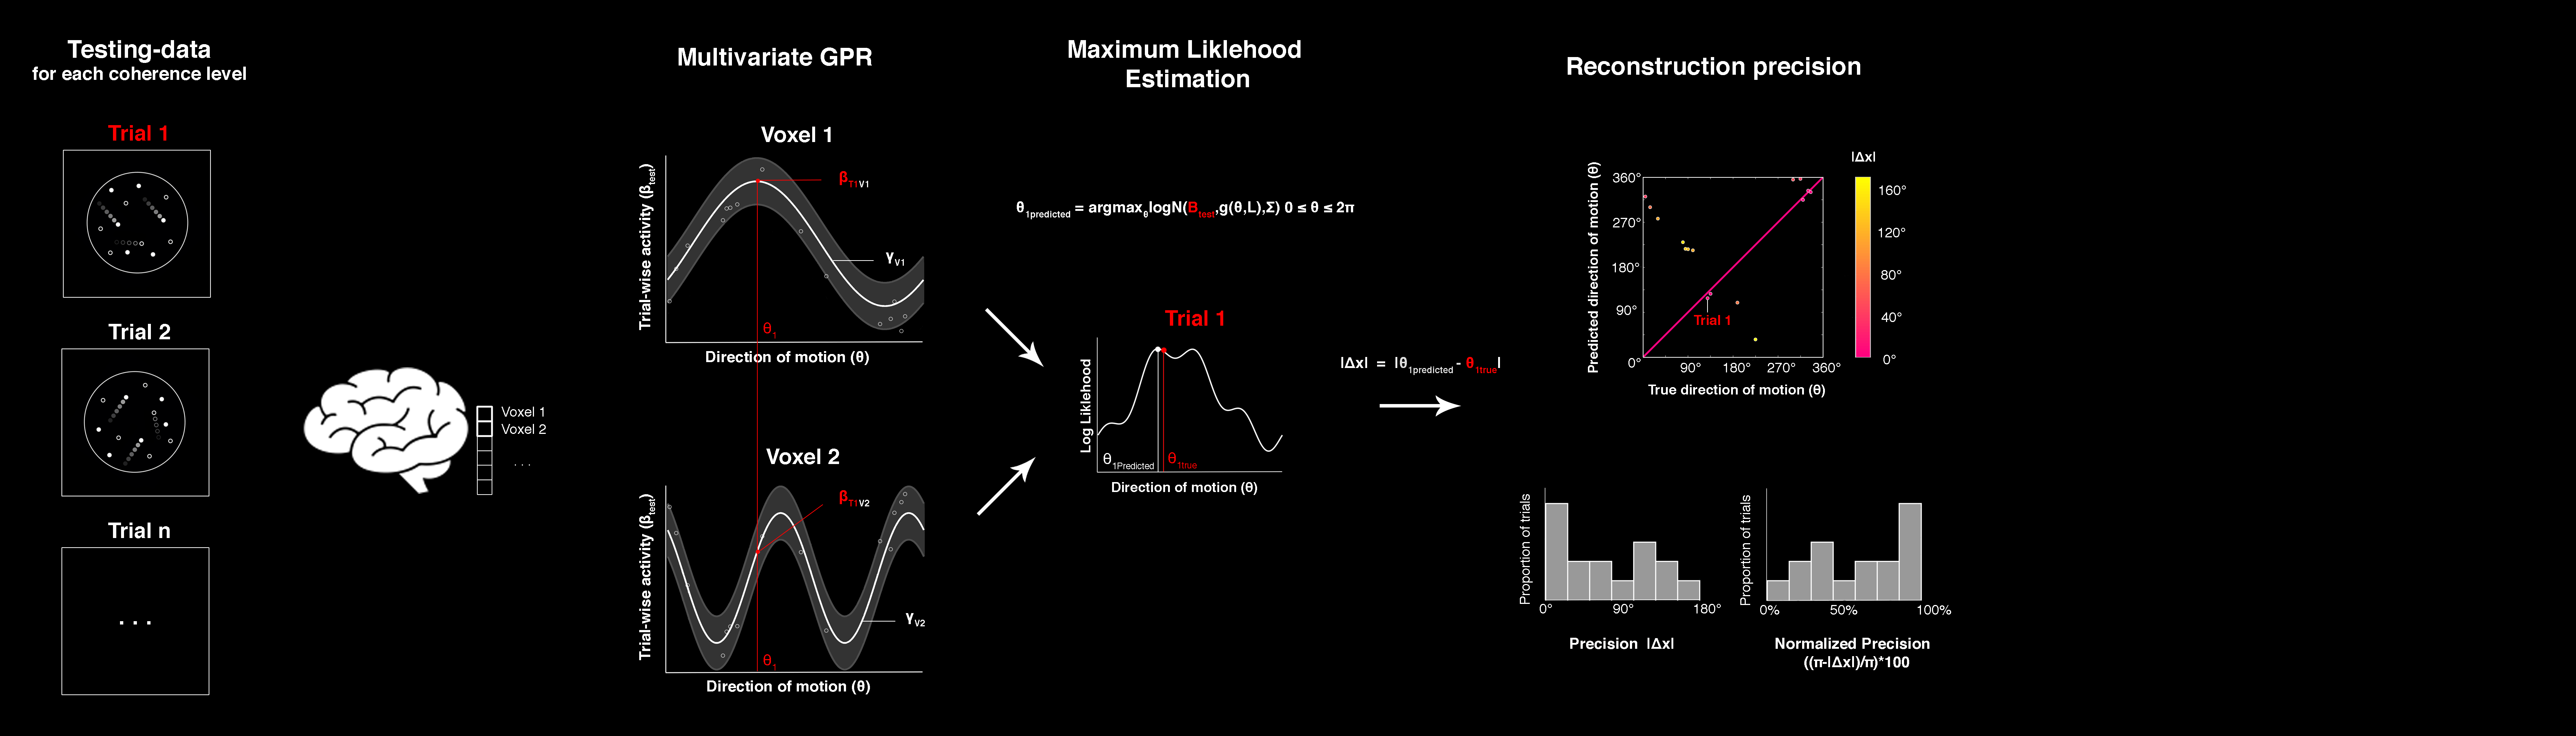 Testing-data
for each coherence level
Trial 1
Trial 2
Trial n
. . .
Voxel 1
Voxel 2
. . .
Multivariate GPR
Voxel 1
Trial-wise activity (βtest)
βT1V1
γV1
θ1
Direction of motion (θ)
Voxel 2
Trial-wise activity (βtest)
βT1V2
γV2
θ1
Direction of motion (θ)
Maximum Liklehood
Estimation
θ1predicted = argmaxθlogN(Btest,g(θ,L),Σ) 0 ≤ θ ≤ 2π
Trial 1
Log Liklehood
θ1Predicted
θ1true
Direction of motion (θ)
|Δx| = |θ1predicted - θ1true|
Reconstruction precision
Predicted direction of motion (θ)
360°
270°
180°
90°
0°
Trial 1
90° 180° 270° 360°
True direction of motion (θ)
|Δx|
160°
120°
80°
40°
0°
Proportion of trials
0° 90° 180°
Precision |Δx|
Proportion of trials
0% 50% 100%
Normalized Precision
((π-|Δx|)/π)*100